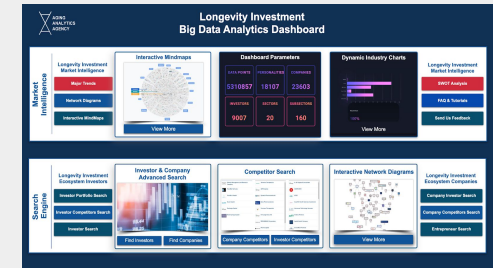 AGING
ANALYTICS
AGENCY
Longevity Investment
Big Data Analytics Dashboard
Market
Intelligence
Longevity Investment
Market Intelligence
Major Trends
Network Diagrams
Interactive MindMaps
Interactive Mindmaps
View More
Dashboard Parameters
DATA POINTS
PERSONALITIES
COMPANIES
5310857
18107
23603
INVESTORS
SECTORS
SUBSECTORS
9007
20
160
Dynamic Industry Charts
View More
Longevity Investment
Market Intelligence
SWOT Analysis
FAQ & Tutorials
Send Us Feedback
Search
Engine
Longevity Investment
Ecosystem Investors
Investor Portfolio Search
Investor Competitors Search
Investor Search
Investor & Company
Advanced Search
Find Investors
Find Companies
Competitor Search
Company Competitors
Investor Competitors
Interactive Network Diagrams
View More
Longevity Investment
Ecosystem Companies
Company Investor Search
Company Competitors Search
Entrepreneur Search